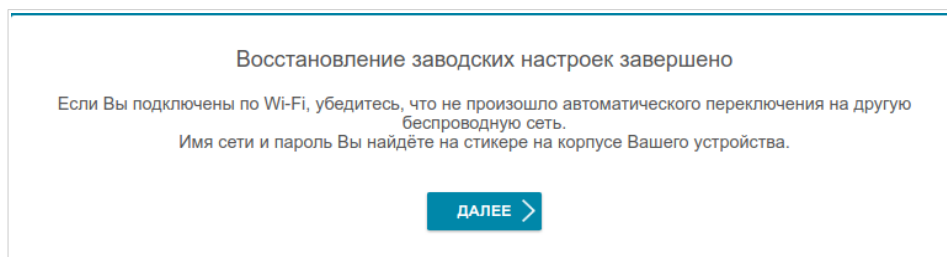 Восстановление заводских настроек завершено
Если Вы подключены по Wi-Fi, убедитесь, что не произошло автоматического переключения на другую
беспроводную сеть.
Имя сети и пароль Вы найдёте на стикере на корпусе Вашего устройства.
ДАЛЕЕ